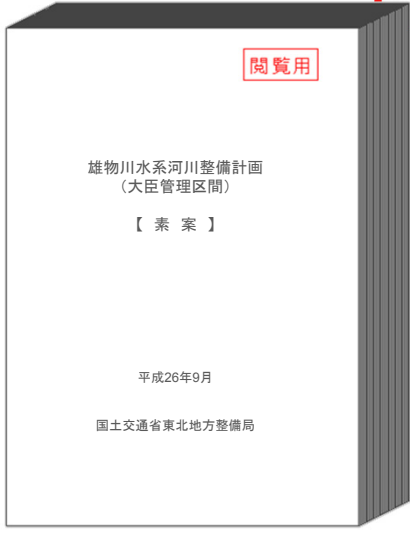 閲覧用
雄物川水系河川整備計画
（大臣管理区間）
【 素 案 】
平成26年9月
国土交通省東北地方整備局